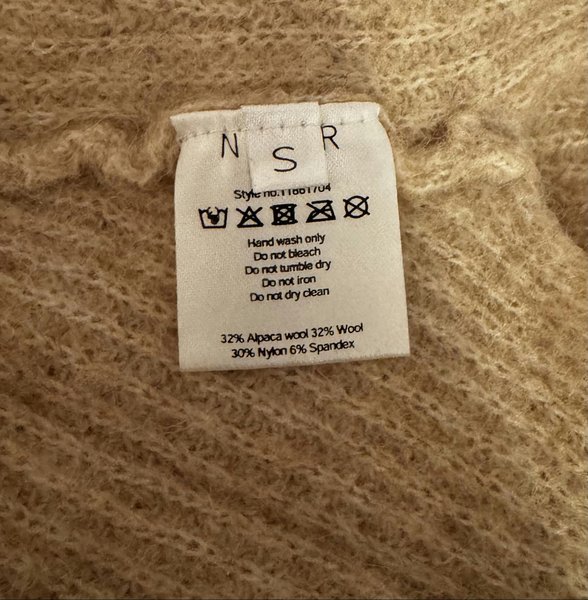 N R
S
Style no.11661704
Hand wash only
Do not bleach
Do not tumble dry
Do not iron
Do not dry clean
32% Alpaca wool 32% Wool
30% Nylon 6% Spandex